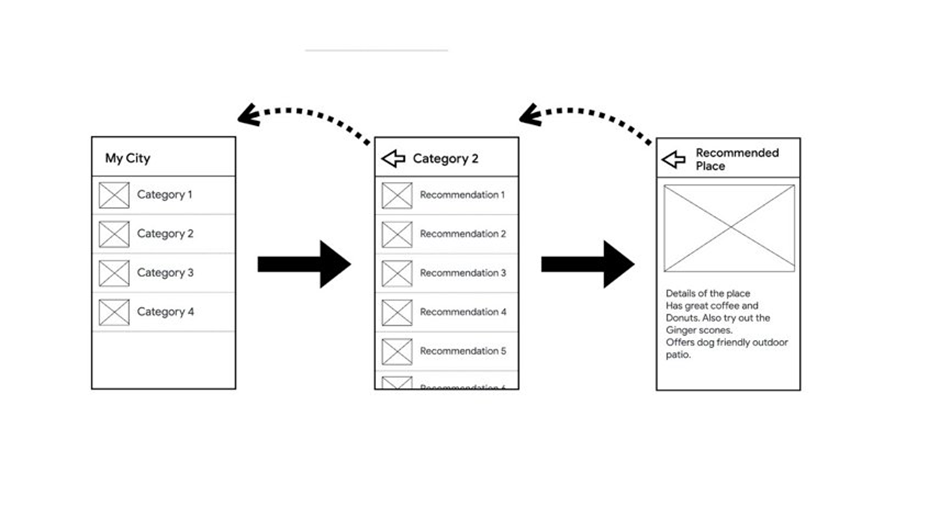 My City
Category 1
Category 2
Category 3
Category 4
Category 2
Recommendation 1
Recommendation 2
Recommendation 3
Recommendation 4
Recommendation 5
Recommendation 6
Recommended
Place
Details of the place
Has great coffee and
Donuts. Also try out the
Ginger scones.
Offers dog friendly outdoor
patio.